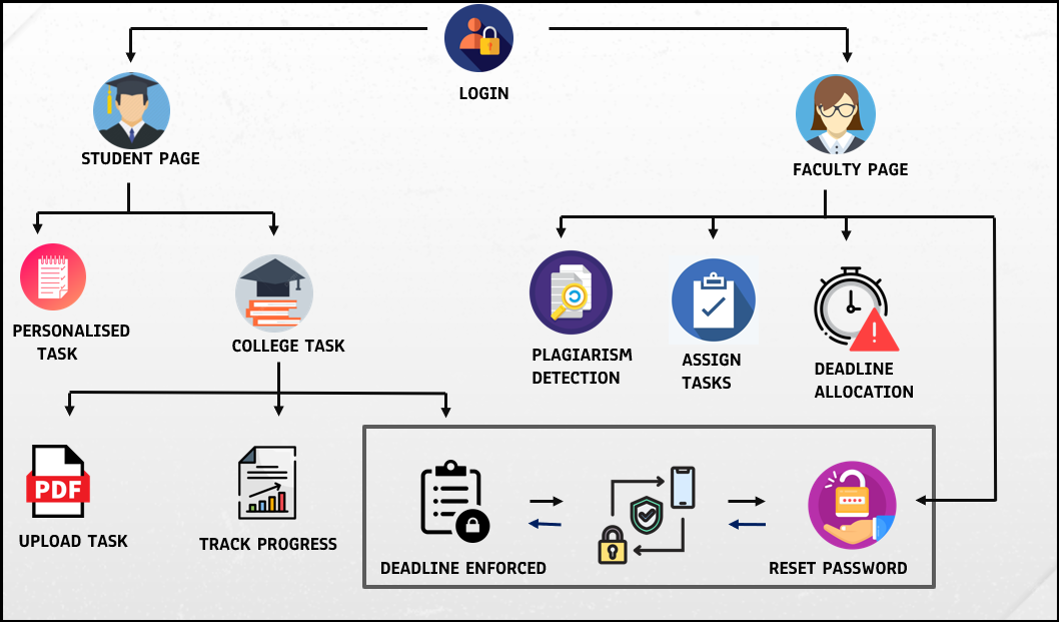 LOGIN
STUDENT PAGE
FACULTY PAGE
PERSONALISED
TASK
COLLEGE TASK
PLAGIARISM
DETECTION
ASSIGN
TASKS
DEADLINE
ALLOCATION
PDF
UPLOAD TASK
TRACK PROGRESS
DEADLINE ENFORCED
RESET PASSWORD